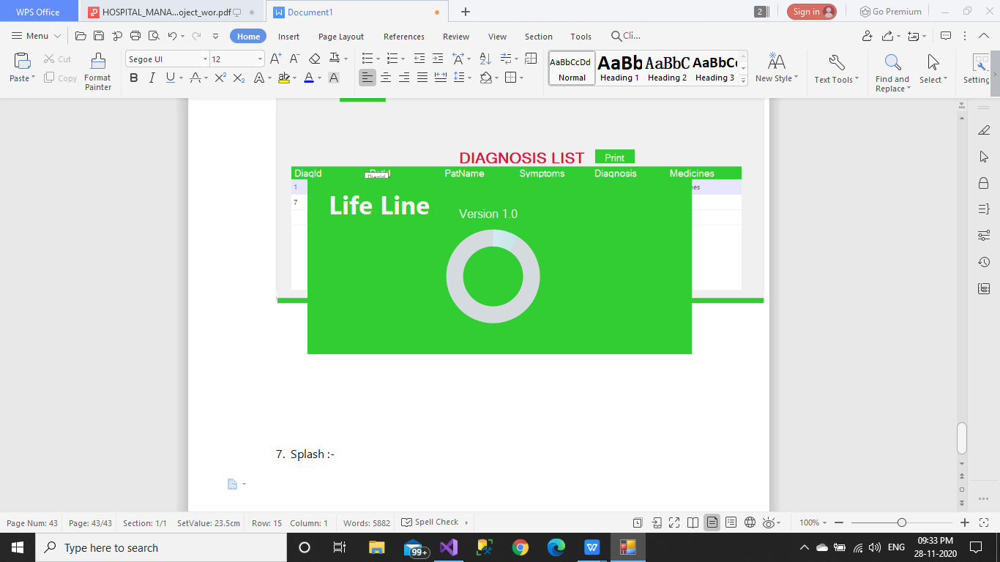 WPS Office HOSPITAL_MANA...oject_wor.pdf Document1 2 Sign in Go Premium
Menu Home Insert Page Layout References Review View Section Tools Cli...
Paste Cut Copy Format Painter Segoe UI 12 AaBbCcDd Normal AaBb Heading 1 AaBbC Heading 2 AaBbCc Heading 3 New Style Text Tools Find and Replace Select Setting
DIAGNOSIS LIST Print
DiagId PatId PatName Symptoms Diagnosis Medicines
DiagId
1 nes
7
Life Line
Version 1.0
7. Splash :-
Page Num: 43 Page: 43/43 Section: 1/1 SetValue: 23.5cm Row: 15 Column: 1 Words: 5882 Spell Check 100%
Type here to search 99+ ENG 09:33 PM
28-11-2020